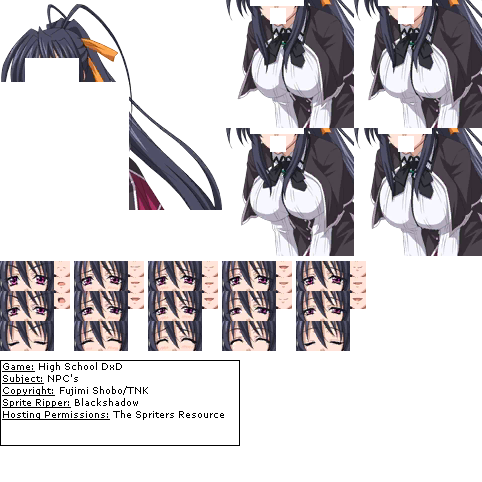 Game: High School DxD
Subject: NPC's
Copyright: Fujimi Shobo/TNK
Sprite Ripper: Blackshadow
Hosting Permissions: The Spriters Resource